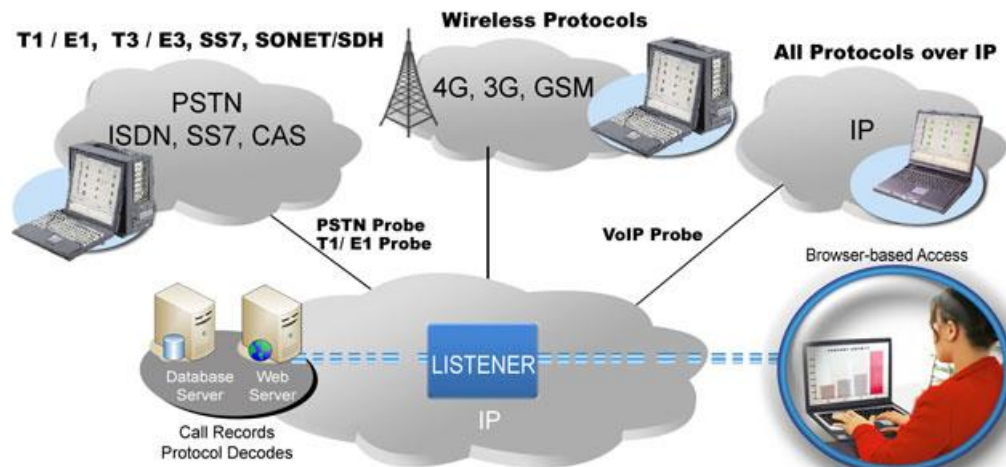 Wireless Protocols
T1 / E1, T3 / E3, SS7, SONET/SDH
All Protocols over IP
PSTN
ISDN, SS7, CAS
4G, 3G, GSM
IP
PSTN Probe
T1/ E1 Probe
VoIP Probe
Browser-based Access
LISTENER
IP
Database
Server
Web
Server
Call Records
Protocol Decodes